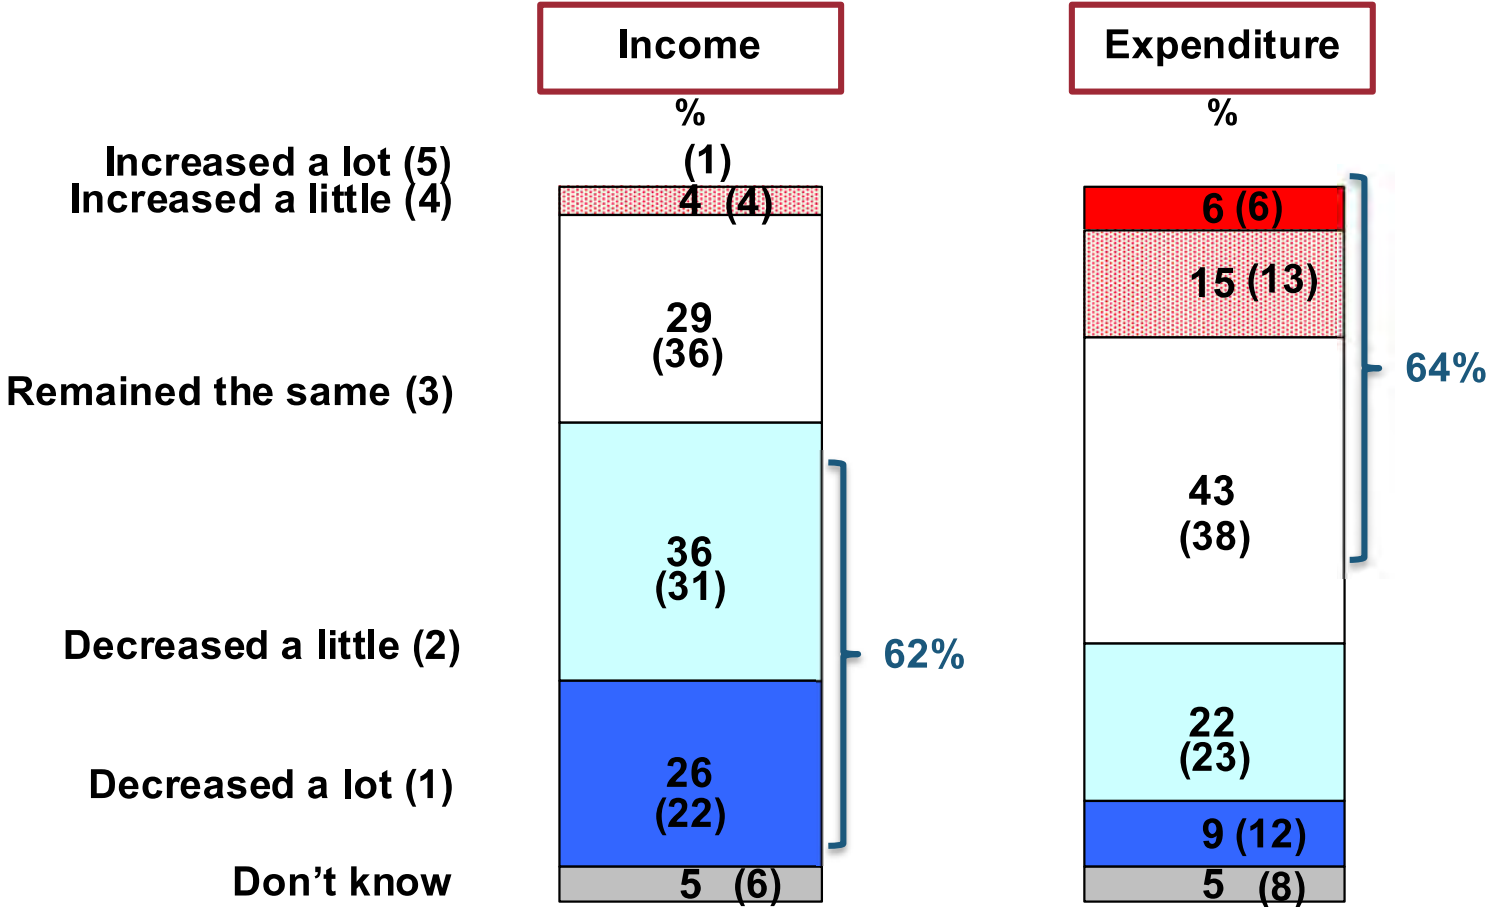 Income
Expenditure
%
%
Increased a lot (5)
(1)
Increased a little (4)
4 (4)
6 (6)
15 (13)
29
(36)
64%
Remained the same (3)
43
(38)
36
(31)
Decreased a little (2)
62%
22
(23)
Decreased a lot (1)
26
(22)
9 (12)
Don’t know
5 (6)
5 (8)